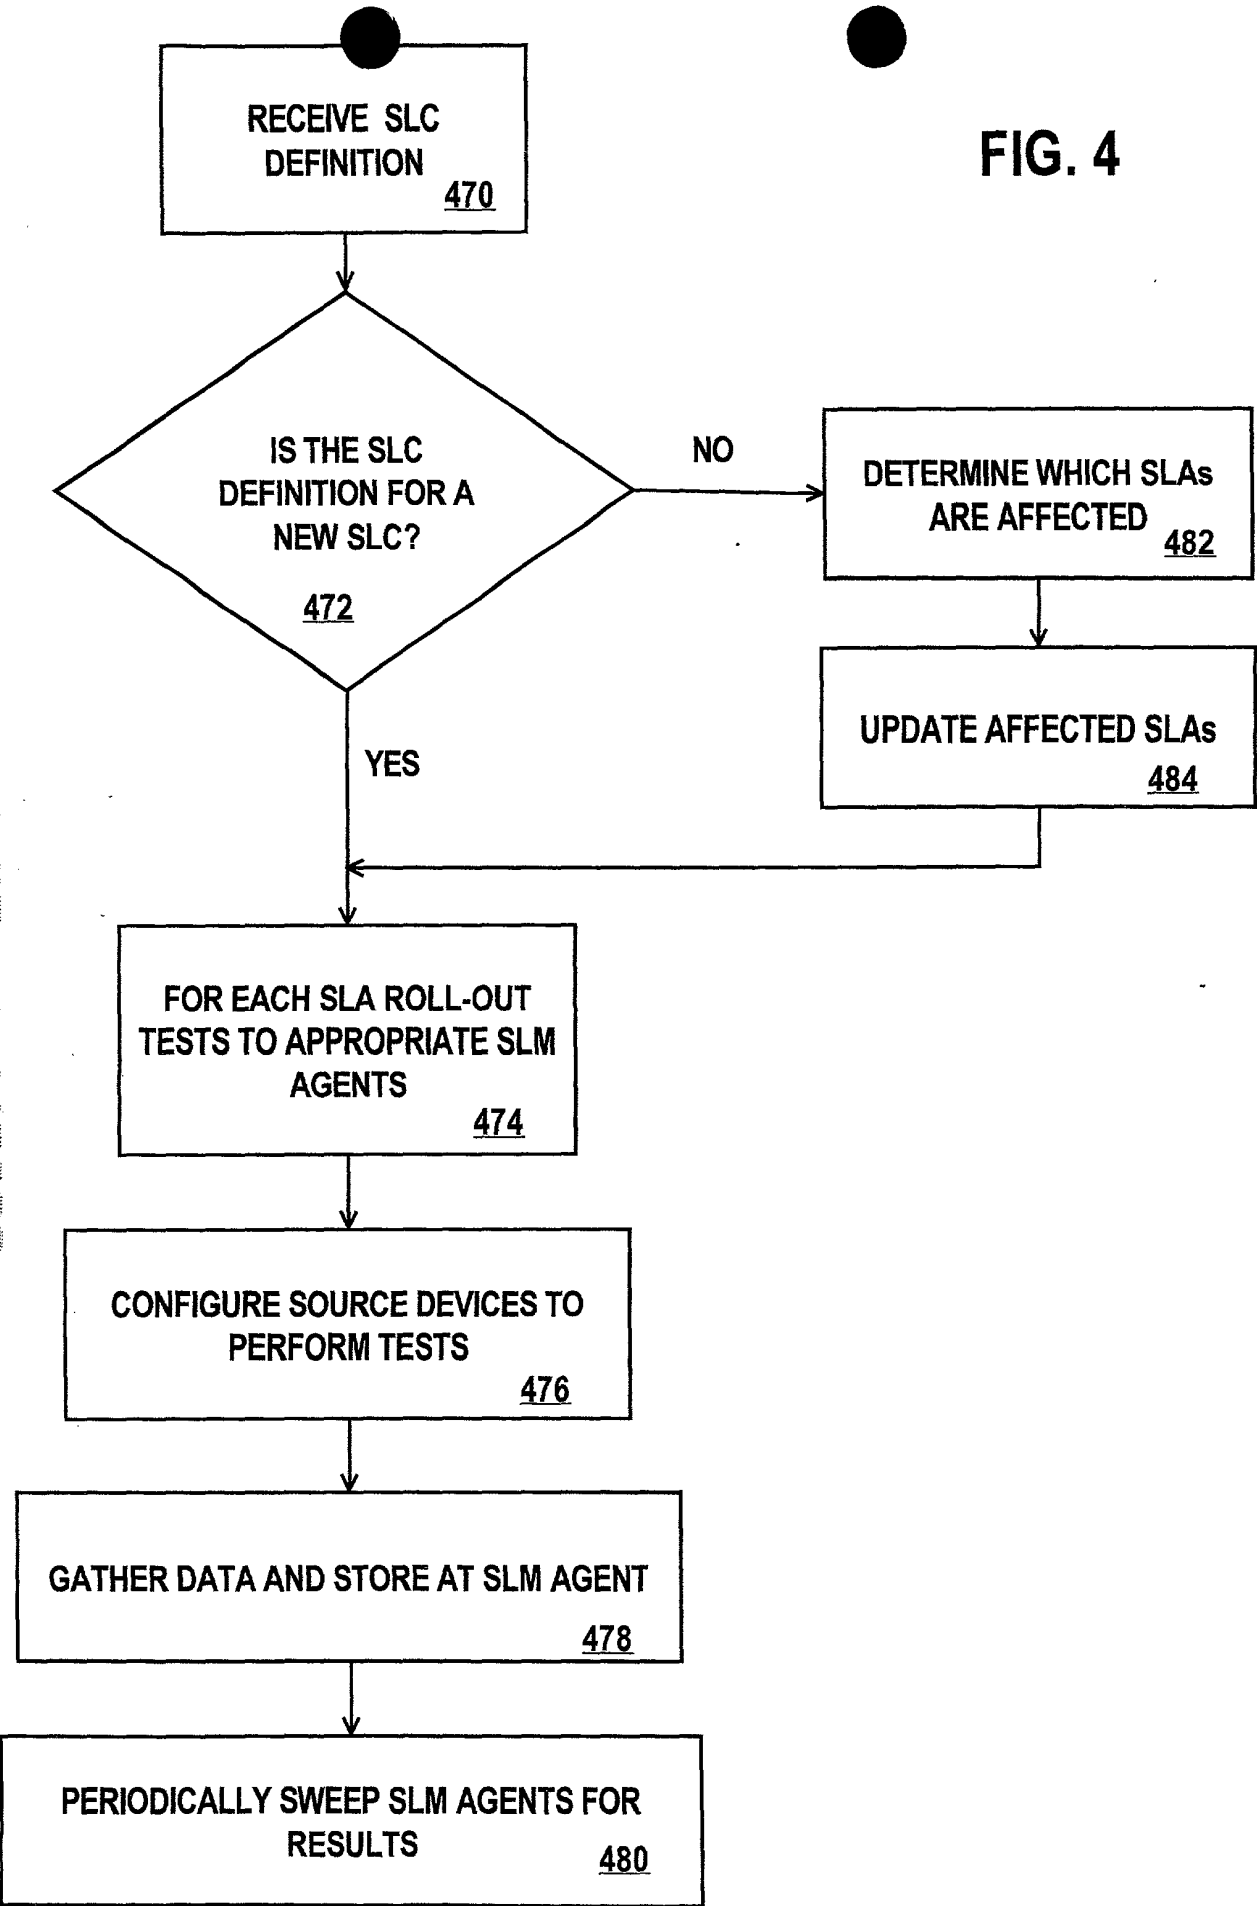 FIG. 4
RECEIVE SLC
DEFINITION
470
IS THE SLC
DEFINITION FOR A
NEW SLC?
472
NO
DETERMINE WHICH SLAs
ARE AFFECTED
482
UPDATE AFFECTED SLAs
484
YES
FOR EACH SLA ROLL-OUT
TESTS TO APPROPRIATE SLM
AGENTS
474
CONFIGURE SOURCE DEVICES TO
PERFORM TESTS
476
GATHER DATA AND STORE AT SLM AGENT
478
PERIODICALLY SWEEP SLM AGENTS FOR
RESULTS
480